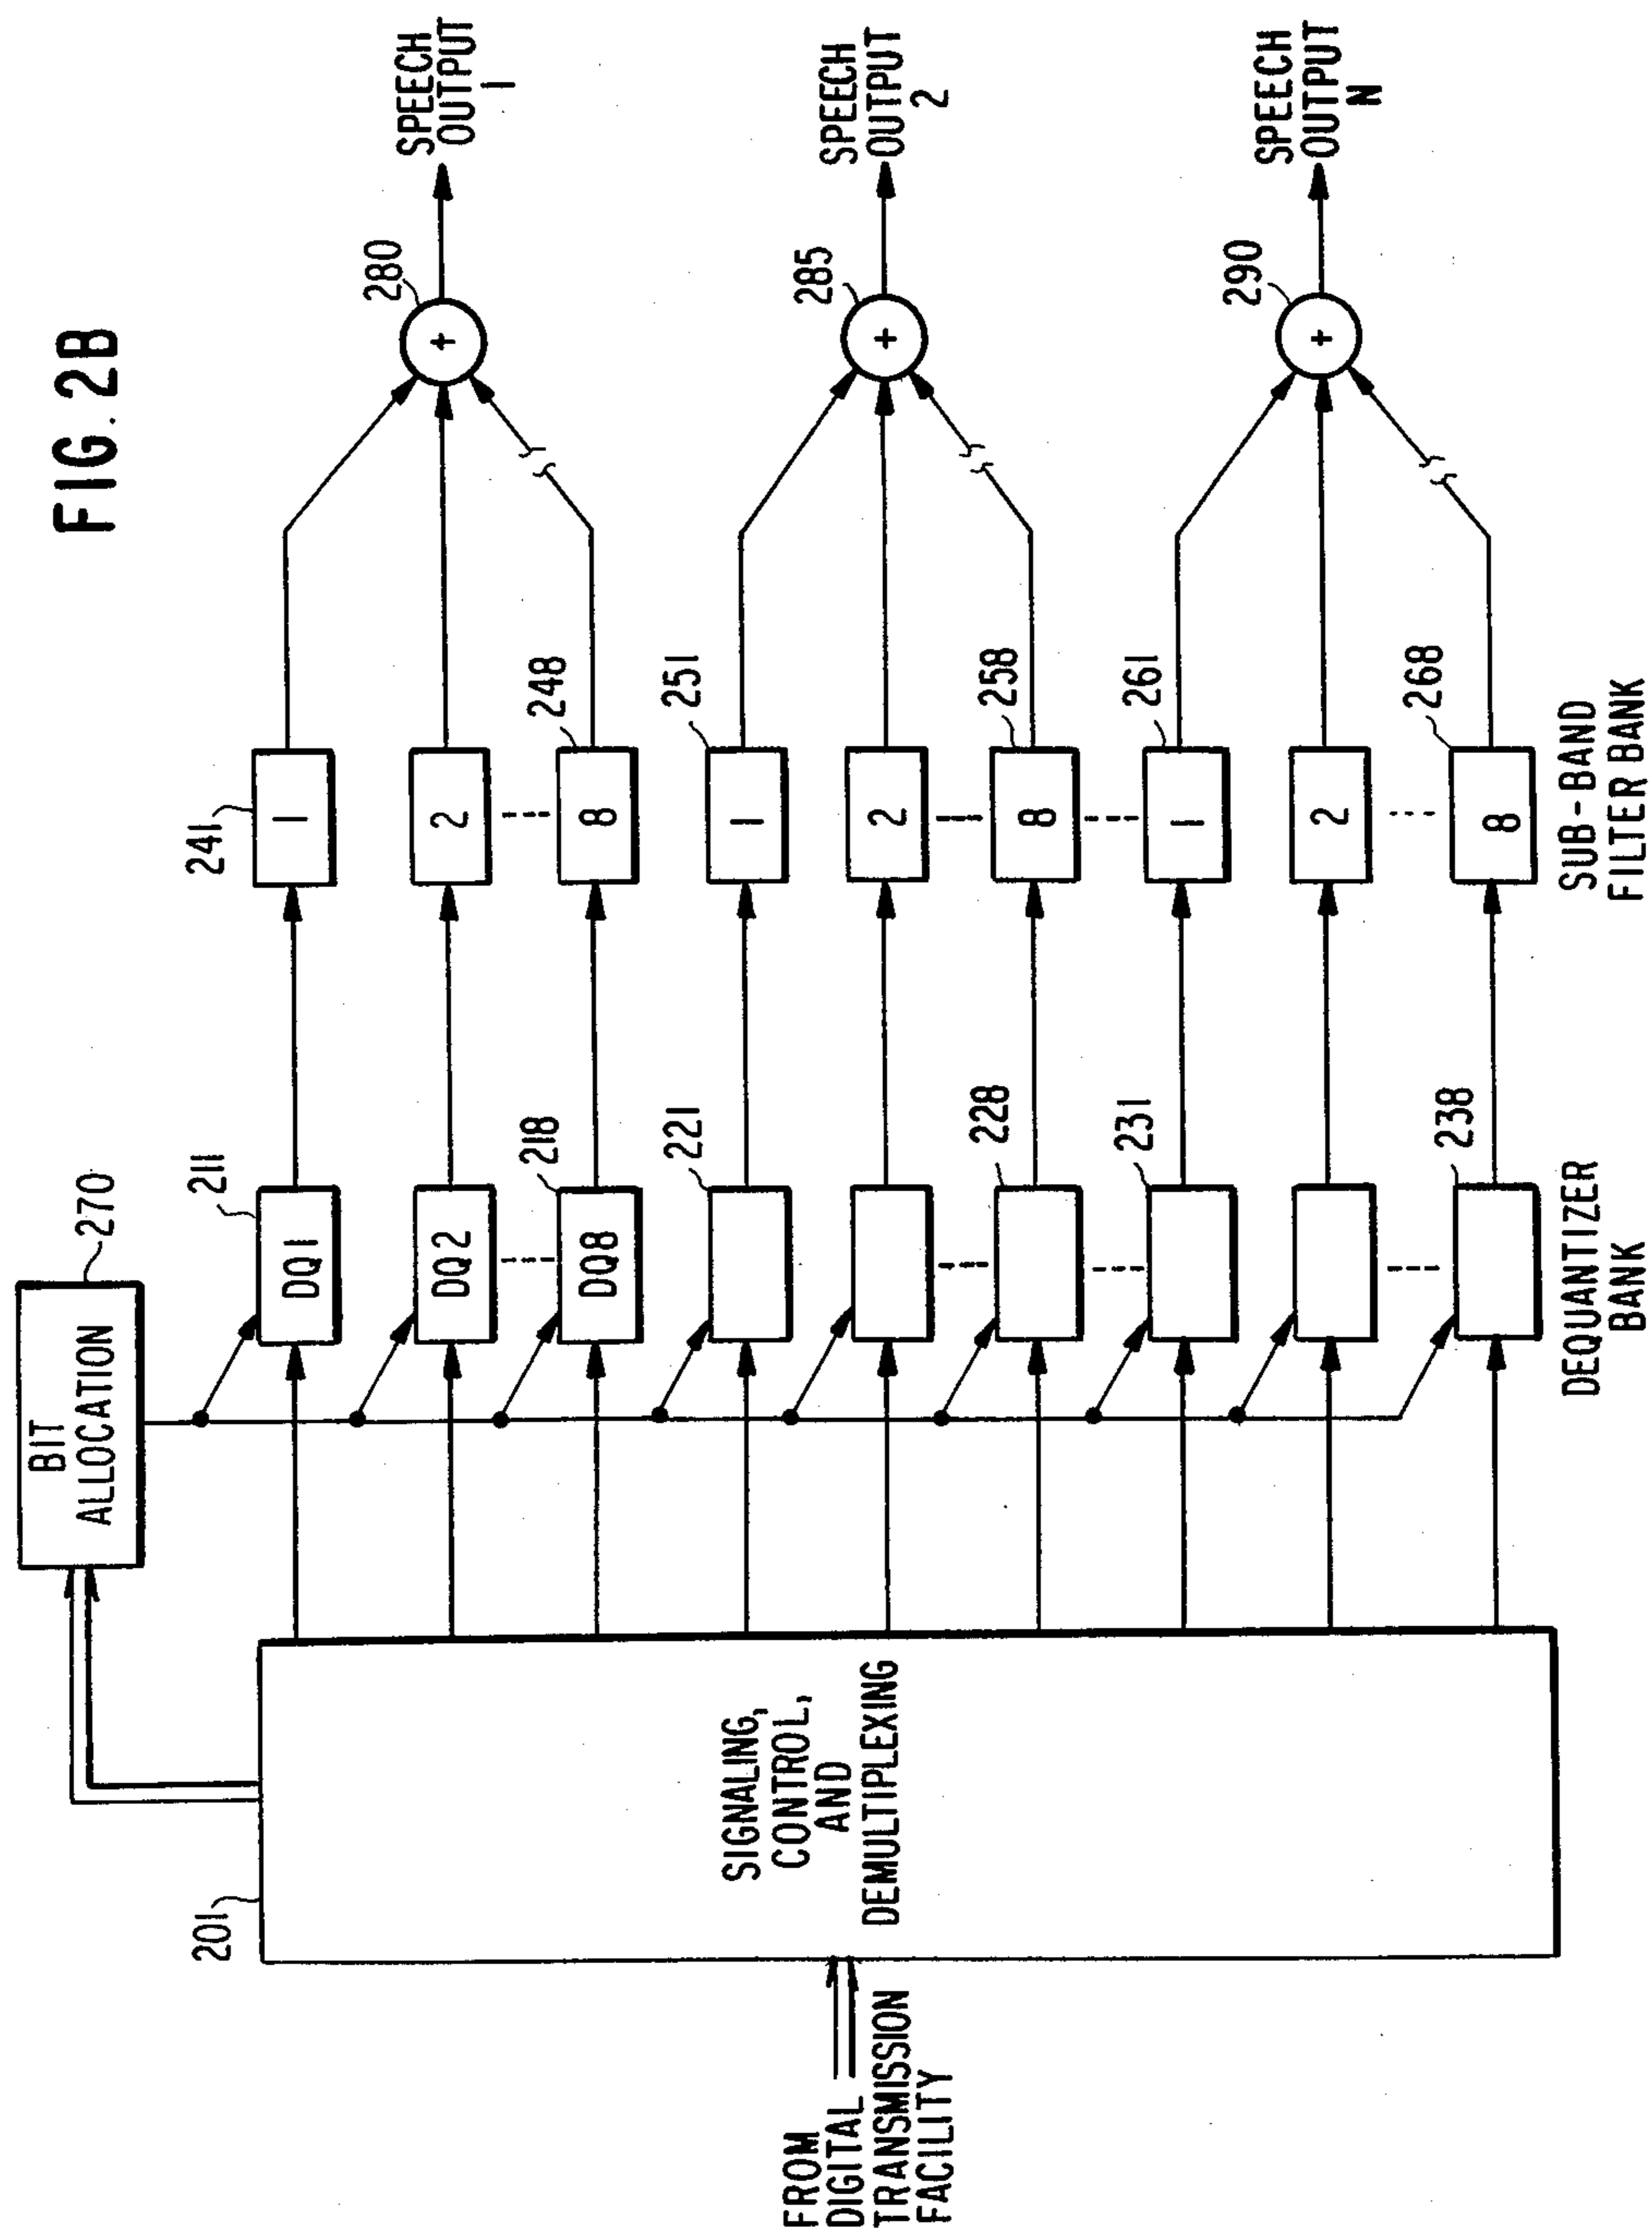 FIG. 2B
BIT
ALLOCATION
270
201
SIGNALING,
CONTROL,
AND
DEMULTIPLEXING
FROM
DIGITAL
TRANSMISSION
FACILITY
211
DQ1
DQ2
218
DQ8
221
228
231
238
DEQUANTIZER
BANK
241
1
2
248
8
251
1
2
258
8
261
1
2
268
8
SUB-BAND
FILTER BANK
280
+
SPEECH
OUTPUT
1
285
+
SPEECH
OUTPUT
2
290
+
SPEECH
OUTPUT
N